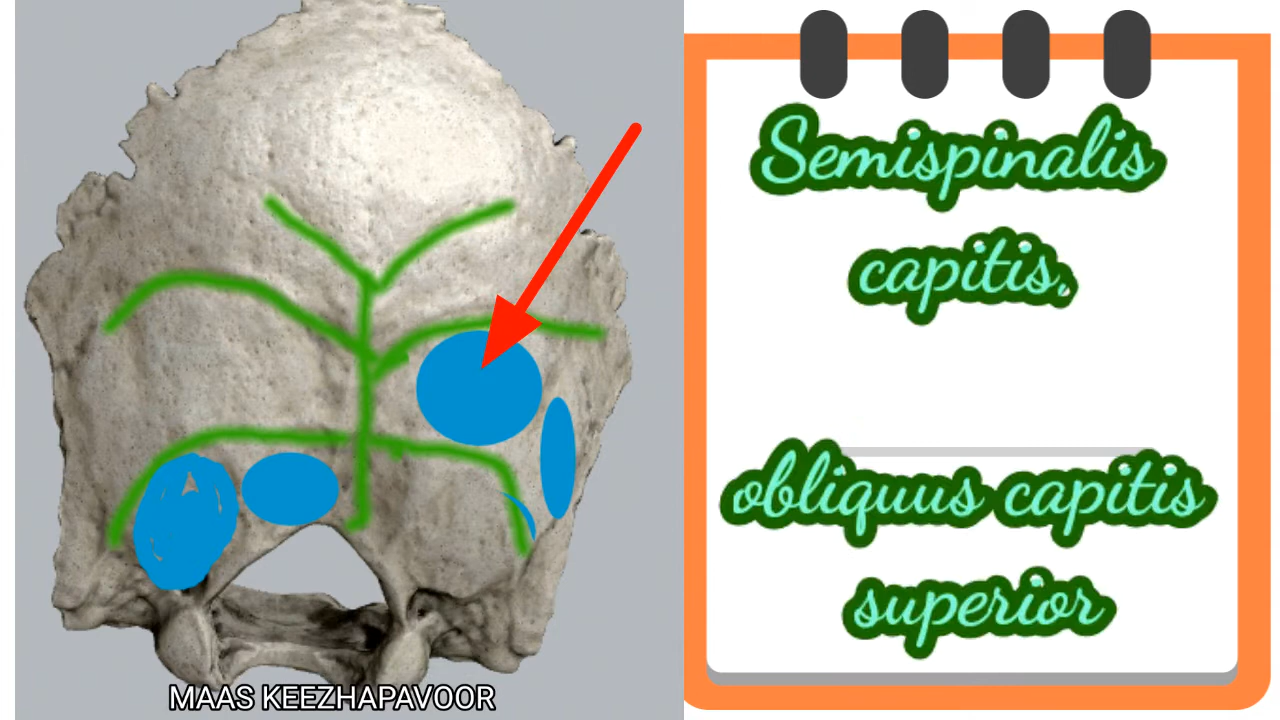 Semispinalis
capitis.
obliquus capitis
superior
MAAS KEEZHAPAVOOR